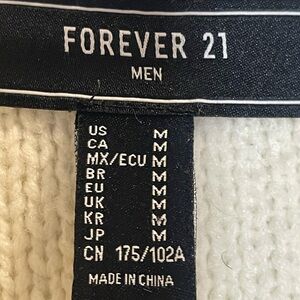 FOREVER 21
MEN
US M
CA M
MX/ECU M
BR M
EU M
UK M
KR M
JP M
CN 175/102A
MADE IN CHINA